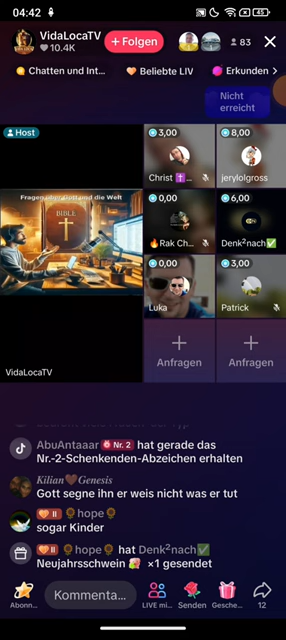 04:42
45
VidaLocaTV
10.4K
+ Folgen
83
Chatten und Int...
Beliebte LIV
Erkunden
Nicht
erreicht
Host
3,00
8,00
Christ
jerylolgross
Fragen über Gott und die Welt
BIBLE
0,00
6,00
Rak Ch...
Denk²nach
0,00
3,00
Luka
Patrick
VidaLocaTV
Anfragen
Anfragen
AbuAntaaar Nr. 2 hat gerade das
Nr.-2-Schenkenden-Abzeichen erhalten
Kilian Genesis
Gott segne ihn er weis nicht was er tut
II hope
sogar Kinder
II hope hat Denk²nach
Neujahrsschwein ×1 gesendet
Kommenta...
Abonn...
LIVE mi...
Senden
Gesche...
12